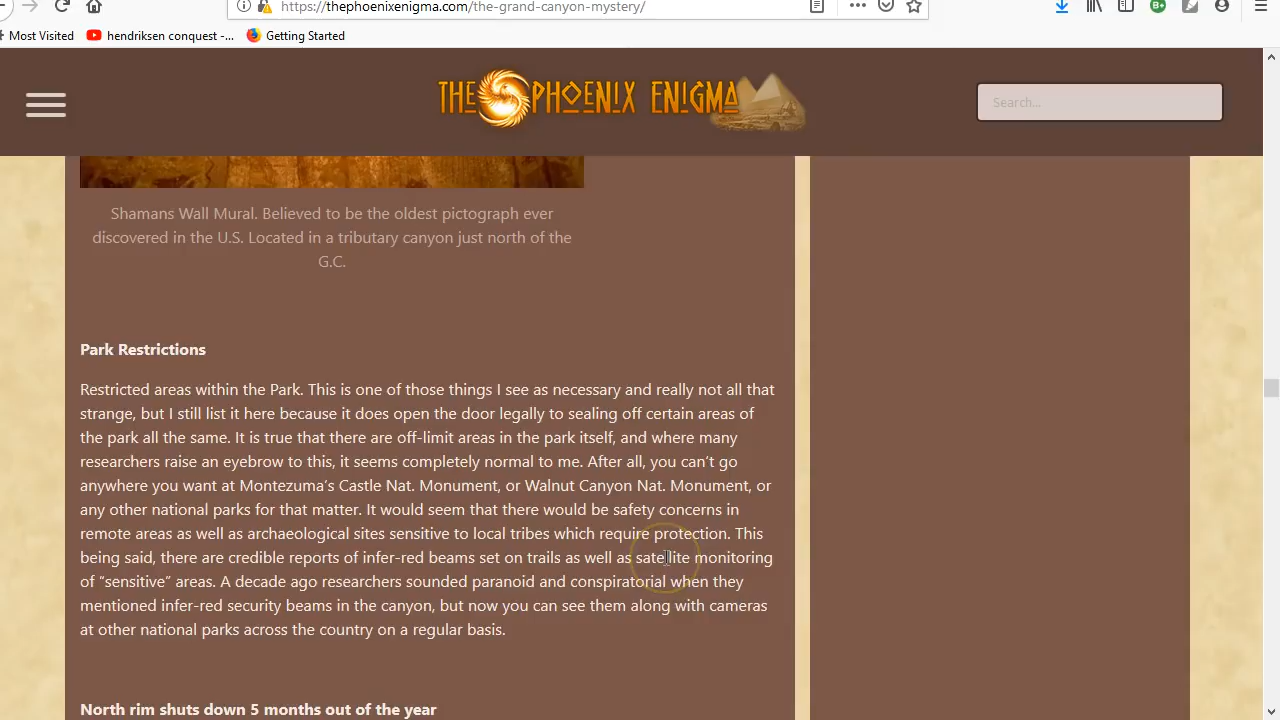 https://thephoenixenigma.com/the-grand-canyon-mystery/
Most Visited
hendriksen conquest -...
Getting Started
THE PHOENIX ENIGMA
Search...
Shamans Wall Mural. Believed to be the oldest pictograph ever
discovered in the U.S. Located in a tributary canyon just north of the
G.C.
Park Restrictions
Restricted areas within the Park. This is one of those things I see as necessary and really not all that
strange, but I still list it here because it does open the door legally to sealing off certain areas of
the park all the same. It is true that there are off-limit areas in the park itself, and where many
researchers raise an eyebrow to this, it seems completely normal to me. After all, you can’t go
anywhere you want at Montezuma’s Castle Nat. Monument, or Walnut Canyon Nat. Monument, or
any other national parks for that matter. It would seem that there would be safety concerns in
remote areas as well as archaeological sites sensitive to local tribes which require protection. This
being said, there are credible reports of infer-red beams set on trails as well as satellite monitoring
of “sensitive” areas. A decade ago researchers sounded paranoid and conspiratorial when they
mentioned infer-red security beams in the canyon, but now you can see them along with cameras
at other national parks across the country on a regular basis.
North rim shuts down 5 months out of the year